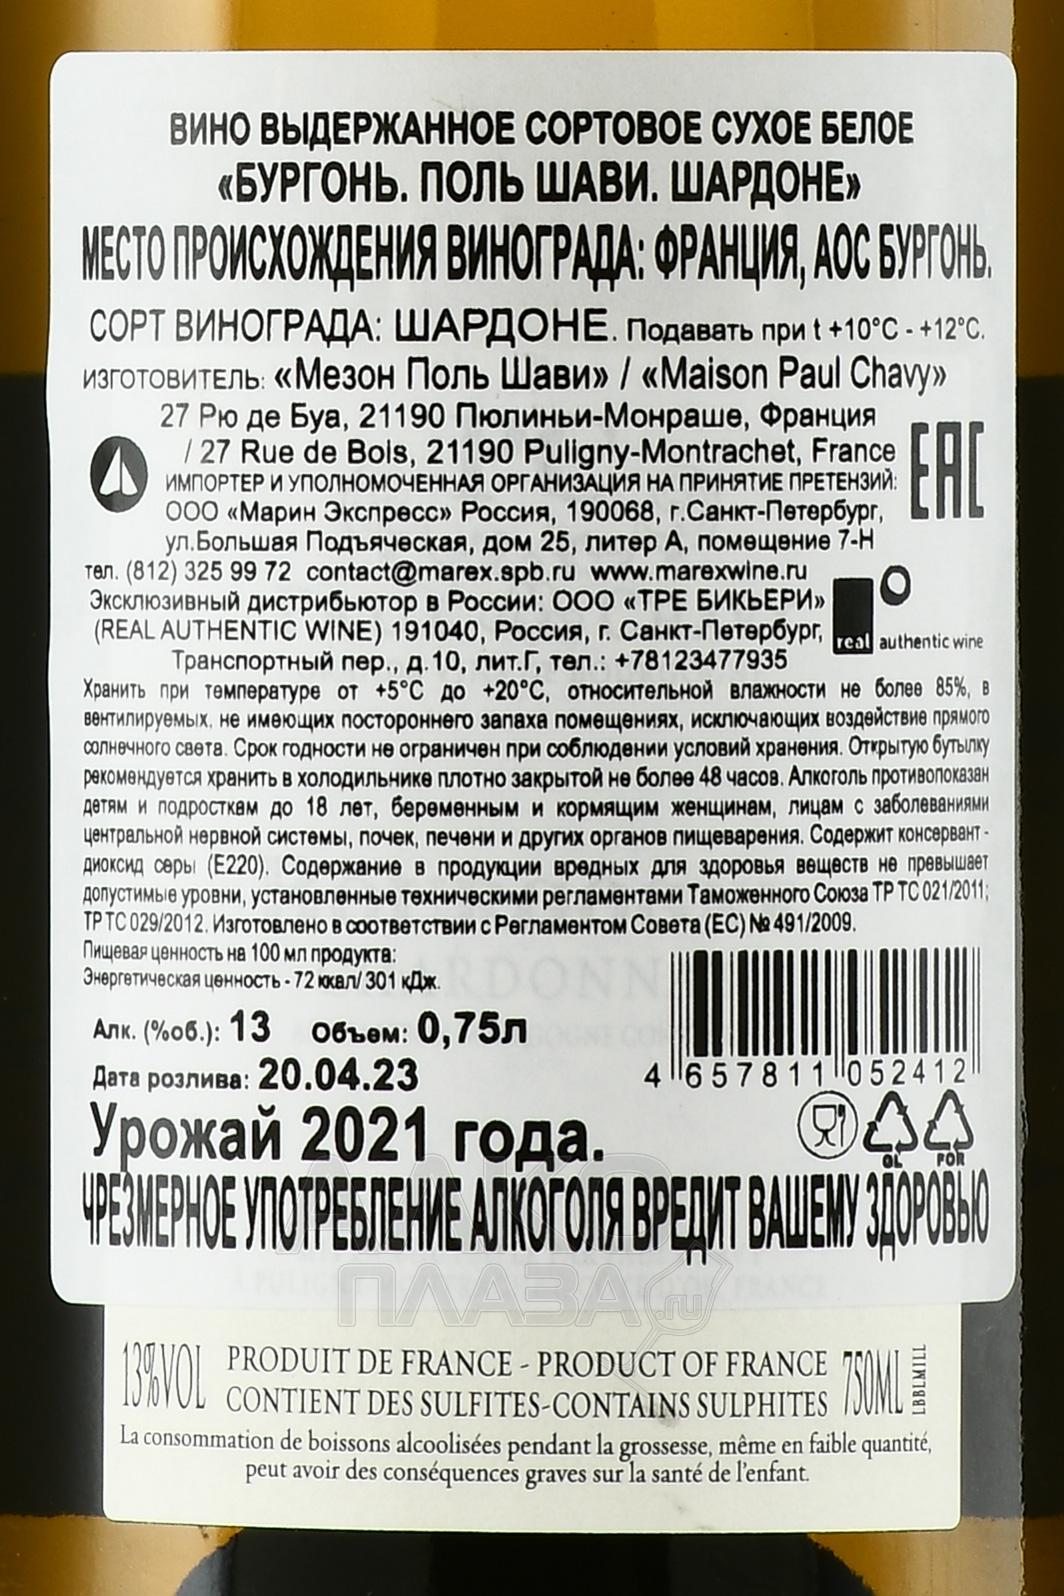 ВИНО ВЫДЕРЖАННОЕ СОРТОВОЕ СУХОЕ БЕЛОЕ
«БУРГОНЬ. ПОЛЬ ШАВИ. ШАРДОНЕ»
МЕСТО ПРОИСХОЖДЕНИЯ ВИНОГРАДА: ФРАНЦИЯ, АОС БУРГОНЬ.
СОРТ ВИНОГРАДА: ШАРДОНЕ. Подавать при t +10°C - +12°C.
ИЗГОТОВИТЕЛЬ: «Мезон Поль Шави» / «Maison Paul Chavy»
27 Рю де Буа, 21190 Пюлиньи-Монраше, Франция
/ 27 Rue de Bois, 21190 Puligny-Montrachet, France
EAC
ИМПОРТЕР И УПОЛНОМОЧЕННАЯ ОРГАНИЗАЦИЯ НА ПРИНЯТИЕ ПРЕТЕНЗИЙ:
ООО «Марин Экспресс» Россия, 190068, г.Санкт-Петербург,
ул.Большая Подъяческая, дом 25, литер А, помещение 7-Н
тел. (812) 325 99 72 contact@marex.spb.ru www.marexwine.ru
Эксклюзивный дистрибьютор в России: ООО «ТРЕ БИКЬЕРИ»
(REAL AUTHENTIC WINE) 191040, Россия, г. Санкт-Петербург,
real authentic wine
Транспортный пер., д.10, лит.Г, тел.: +78123477935
Хранить при температуре от +5°C до +20°C, относительной влажности не более 85%, в
вентилируемых, не имеющих постороннего запаха помещениях, исключающих воздействие прямого
солнечного света. Срок годности не ограничен при соблюдении условий хранения. Открытую бутылку
рекомендуется хранить в холодильнике плотно закрытой не более 48 часов. Алкоголь противопоказан
детям и подросткам до 18 лет, беременным и кормящим женщинам, лицам с заболеваниями
центральной нервной системы, почек, печени и других органов пищеварения. Содержит консервант -
диоксид серы (Е220). Содержание в продукции вредных для здоровья веществ не превышает
допустимые уровни, установленные техническими регламентами Таможенного Союза ТР ТС 021/2011;
ТР ТС 029/2012. Изготовлено в соответствии с Регламентом Совета (ЕС) № 491/2009.
Пищевая ценность на 100 мл продукта:
Энергетическая ценность - 72 ккал/ 301 кДж.
Алк. (%об.): 13 Объем: 0,75л
Дата розлива: 20.04.23
4 657811 052412
Урожай 2021 года.
GL FOR
ЧРЕЗМЕРНОЕ УПОТРЕБЛЕНИЕ АЛКОГОЛЯ ВРЕДИТ ВАШЕМУ ЗДОРОВЬЮ
АЛКО
ПЛАЗА.ru
13%VOL PRODUIT DE FRANCE - PRODUCT OF FRANCE 750ML LBBLMILL
CONTIENT DES SULFITES-CONTAINS SULPHITES
La consommation de boissons alcoolisées pendant la grossesse, même en faible quantité,
peut avoir des conséquences graves sur la santé de l'enfant.